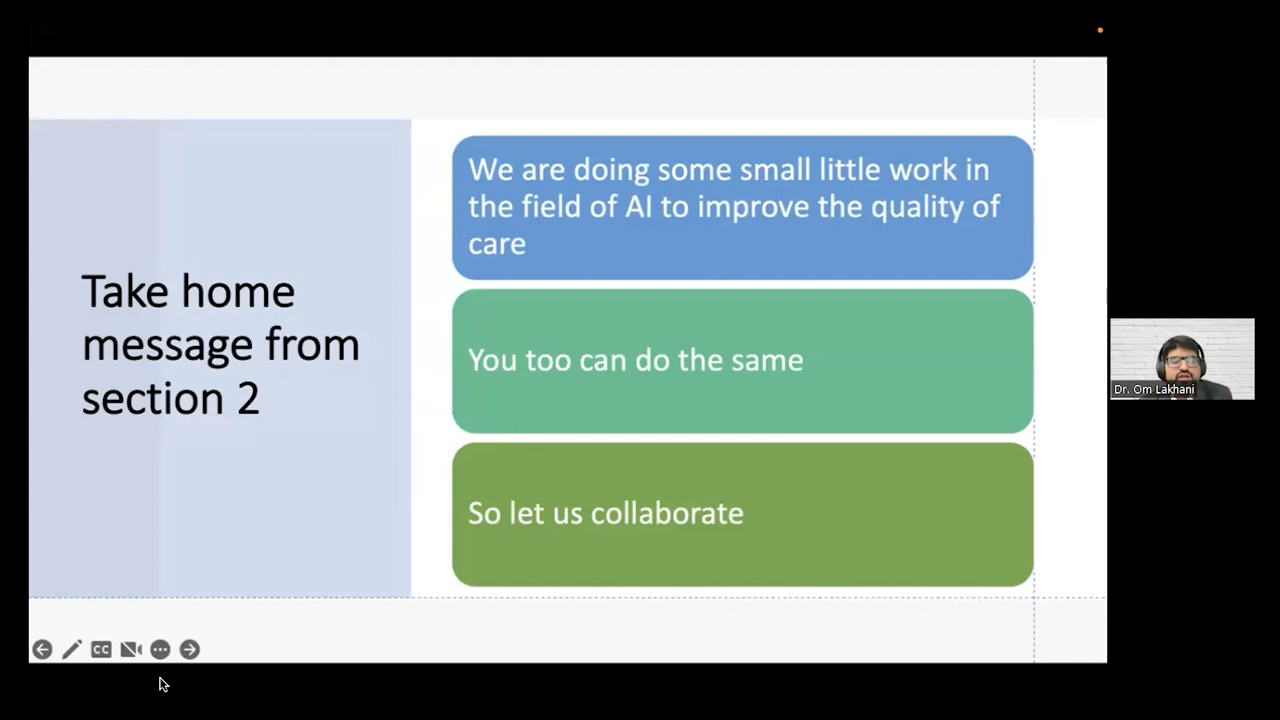 Take home
message from
section 2
We are doing some small little work in
the field of AI to improve the quality of
care
You too can do the same
So let us collaborate
CC
Dr. Om Lakhani